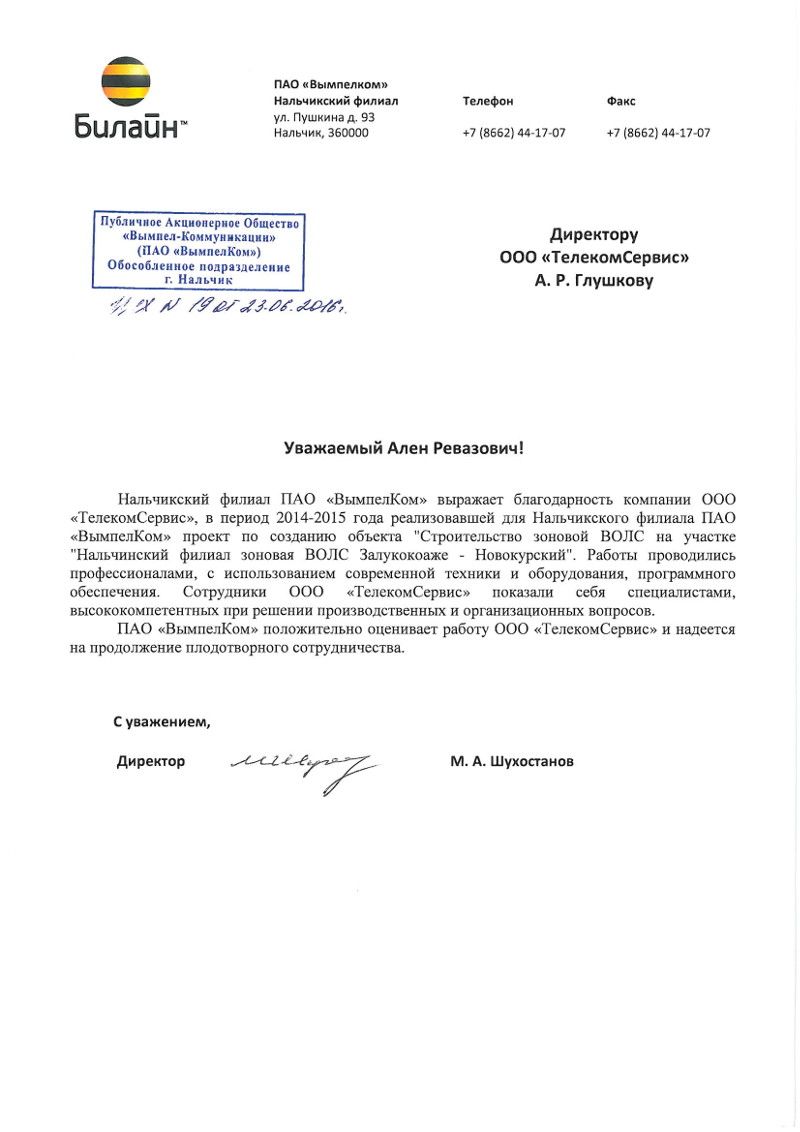 Билайн™
ПАО «Вымпелком»
Нальчикский филиал
ул. Пушкина д. 93
Нальчик, 360000
Телефон
+7 (8662) 44-17-07
Факс
+7 (8662) 44-17-07
Публичное Акционерное Общество
«Вымпел-Коммуникации»
(ПАО «ВымпелКом»)
Обособленное подразделение
г. Нальчик
N 19 от 23.06.2016г.
Директору
ООО «ТелекомСервис»
А. Р. Глушкову
Уважаемый Ален Ревазович!
Нальчикский филиал ПАО «ВымпелКом» выражает благодарность компании ООО
«ТелекомСервис», в период 2014-2015 года реализовавшей для Нальчикского филиала ПАО
«ВымпелКом» проект по созданию объекта "Строительство зоновой ВОЛС на участке
"Нальчинский филиал зоновая ВОЛС Залукокоаже - Новокурский". Работы проводились
профессионалами, с использованием современной техники и оборудования, программного
обеспечения. Сотрудники ООО «ТелекомСервис» показали себя специалистами,
высококомпетентных при решении производственных и организационных вопросов.
ПАО «ВымпелКом» положительно оценивает работу ООО «ТелекомСервис» и надеется
на продолжение плодотворного сотрудничества.
С уважением,
Директор
М. А. Шухостанов